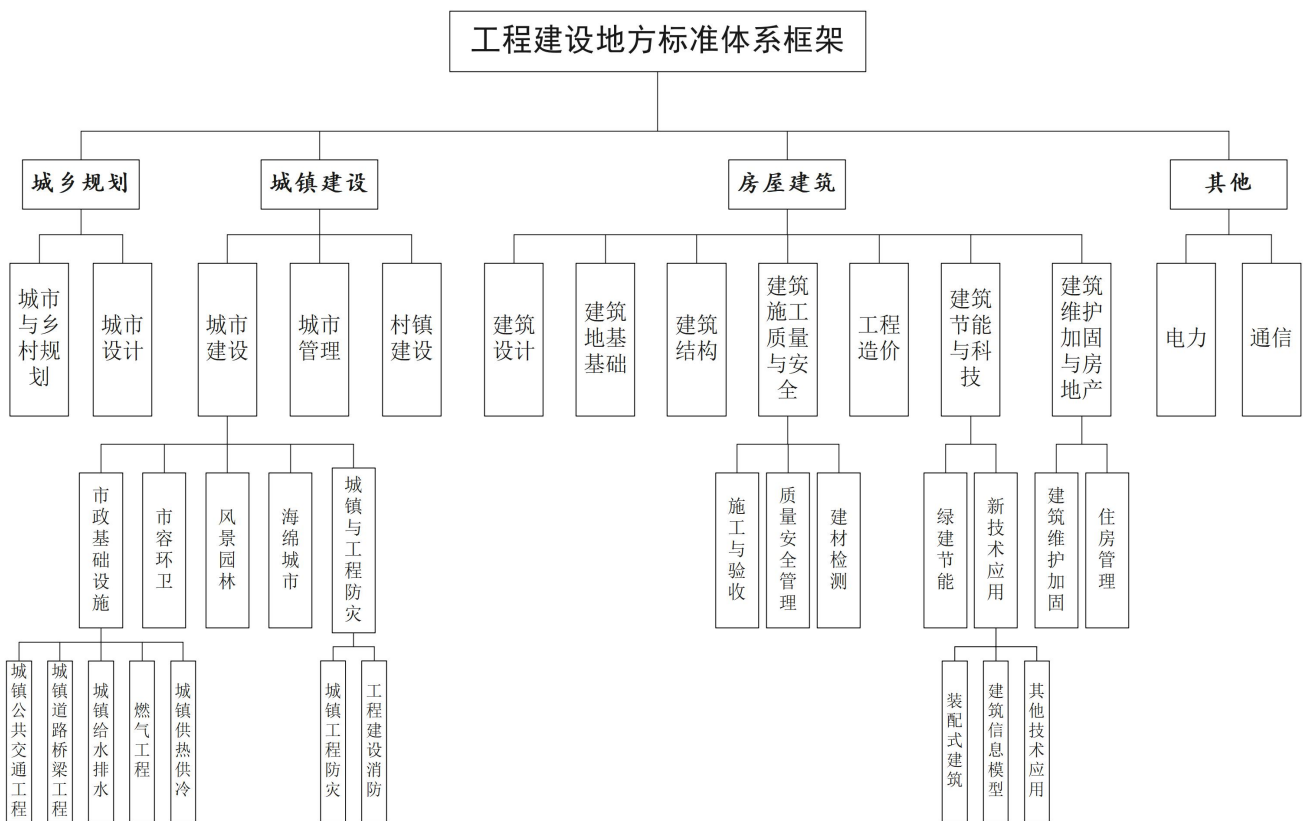 工程建设地方标准体系框架
城乡规划
城镇建设
房屋建筑
其他
城市
与乡
村规
划
城市
设计
城市
建设
城市
管理
村镇
建设
建筑
设计
建筑
地基
基础
建筑
结构
建筑
施工
质量
与安
全
工程
造价
建筑
节能
与科
技
建筑
维护
加固
与房
地产
电力
通信
市政基础设施
市容环卫
风景园林
海绵城市
城镇与工程防灾
施工与验收
质量安全管理
建材检测
绿建节能
新技术应用
建筑维护加固
住房管理
城镇公共交通工程
城镇道路桥梁工程
城镇给水排水
燃气工程
城镇供热供冷
城镇工程防灾
工程建设消防
装配式建筑
建筑信息模型
其他技术应用